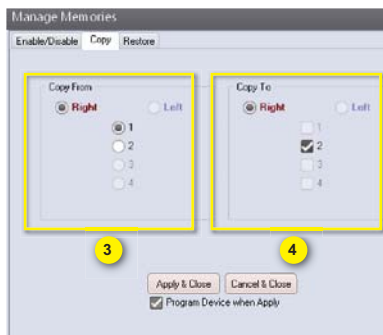 Manage Memories
Enable/Disable Copy Restore
Copy From
Right Left
1
2
3
4
Copy To
Right Left
1
2
3
4
3
4
Apply & Close Cancel & Close
Program Device when Apply